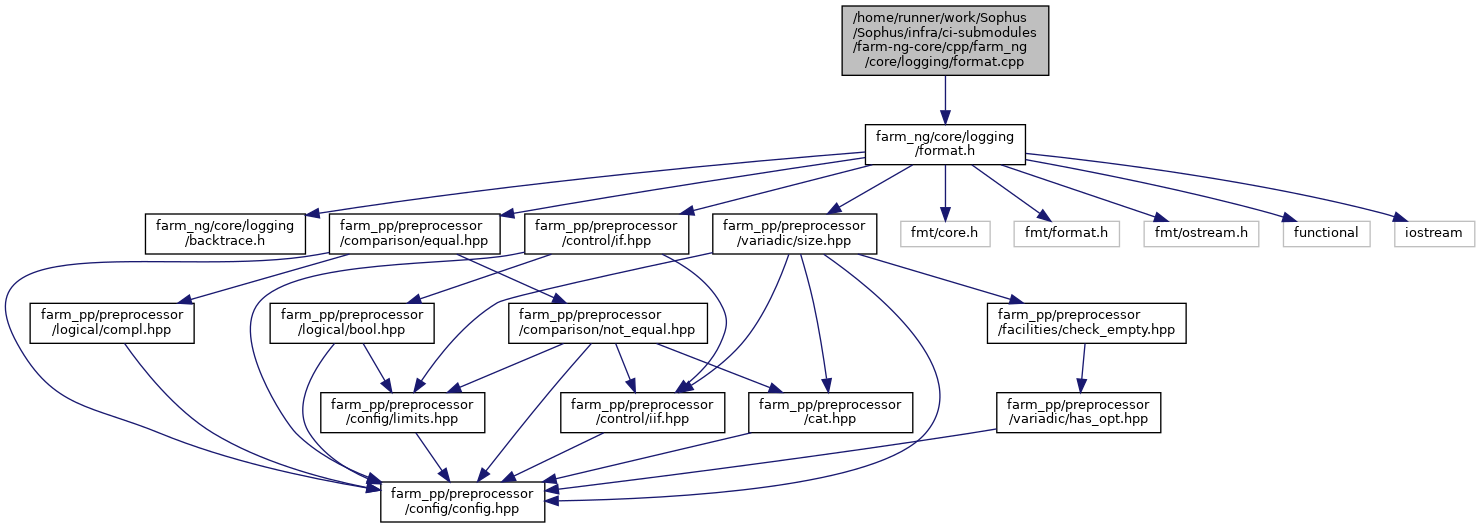 /home/runner/work/Sophus
/Sophus/infra/ci-submodules
/farm-ng-core/cpp/farm_ng
/core/logging/format.cpp
farm_ng/core/logging
/format.h
farm_ng/core/logging
/backtrace.h
farm_pp/preprocessor
/comparison/equal.hpp
farm_pp/preprocessor
/control/if.hpp
farm_pp/preprocessor
/variadic/size.hpp
fmt/core.h
fmt/format.h
fmt/ostream.h
functional
iostream
farm_pp/preprocessor
/logical/compl.hpp
farm_pp/preprocessor
/logical/bool.hpp
farm_pp/preprocessor
/comparison/not_equal.hpp
farm_pp/preprocessor
/facilities/check_empty.hpp
farm_pp/preprocessor
/config/limits.hpp
farm_pp/preprocessor
/control/iif.hpp
farm_pp/preprocessor
/cat.hpp
farm_pp/preprocessor
/variadic/has_opt.hpp
farm_pp/preprocessor
/config/config.hpp